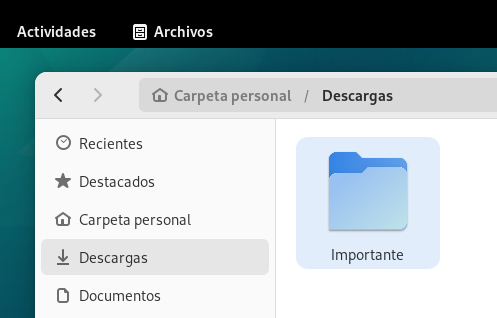 Actividades Archivos
Carpeta personal / Descargas
Recientes
Destacados
Carpeta personal
Descargas
Documentos
Importante